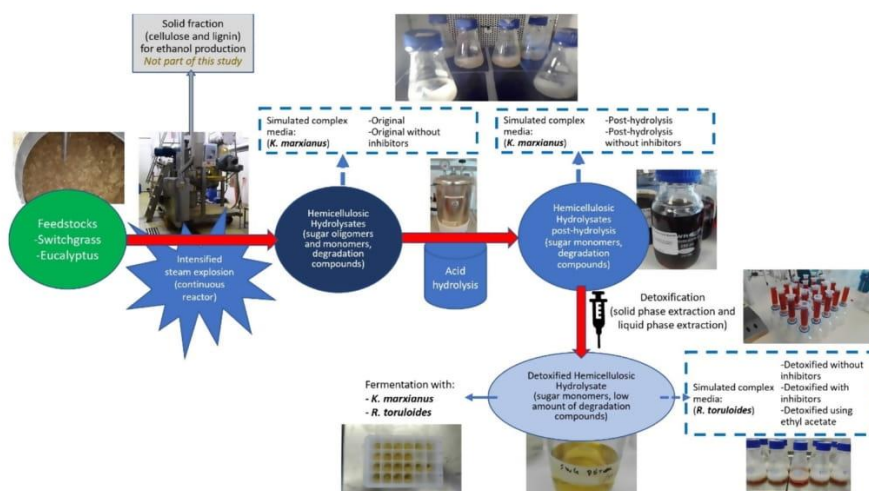 Solid fraction
(cellulose and lignin)
for ethanol production
Not part of this study
Simulated complex
media:
(K. marxianus)
-Original
-Original without
inhibitors
Simulated complex
media:
(K. marxianus)
-Post-hydrolysis
-Post-hydrolysis
without inhibitors
Feedstocks
-Switchgrass
-Eucalyptus
Intensified
steam explosion
(continuous
reactor)
Hemicellulosic
Hydrolysates
(sugar oligomers
and monomers,
degradation
compounds)
Acid
hydrolysis
Hemicellulosic
Hydrolysates
post-hydrolysis
(sugar monomers,
degradation
compounds)
Detoxification
(solid phase extraction and
liquid phase extraction)
Fermentation with:
- K. marxianus
- R. toruloides
Detoxified Hemicellulosic
Hydrolysate
(sugar monomers, low
amount of degradation
compounds)
Simulated complex
media:
(R. toruloides)
-Detoxified without
inhibitors
-Detoxified with
inhibitors
-Detoxified using
ethyl acetate